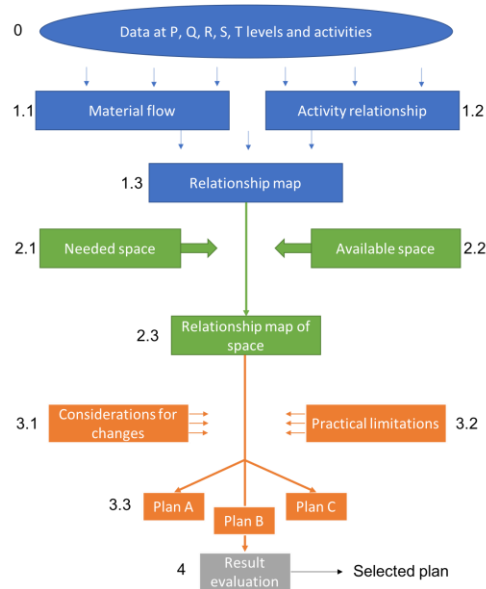 0
Data at P, Q, R, S, T levels and activities
1.1
Material flow
Activity relationship
1.2
1.3
Relationship map
2.1
Needed space
Available space
2.2
2.3
Relationship map of
space
3.1
Considerations for
changes
Practical limitations
3.2
3.3
Plan A
Plan B
Plan C
4
Result
evaluation
Selected plan